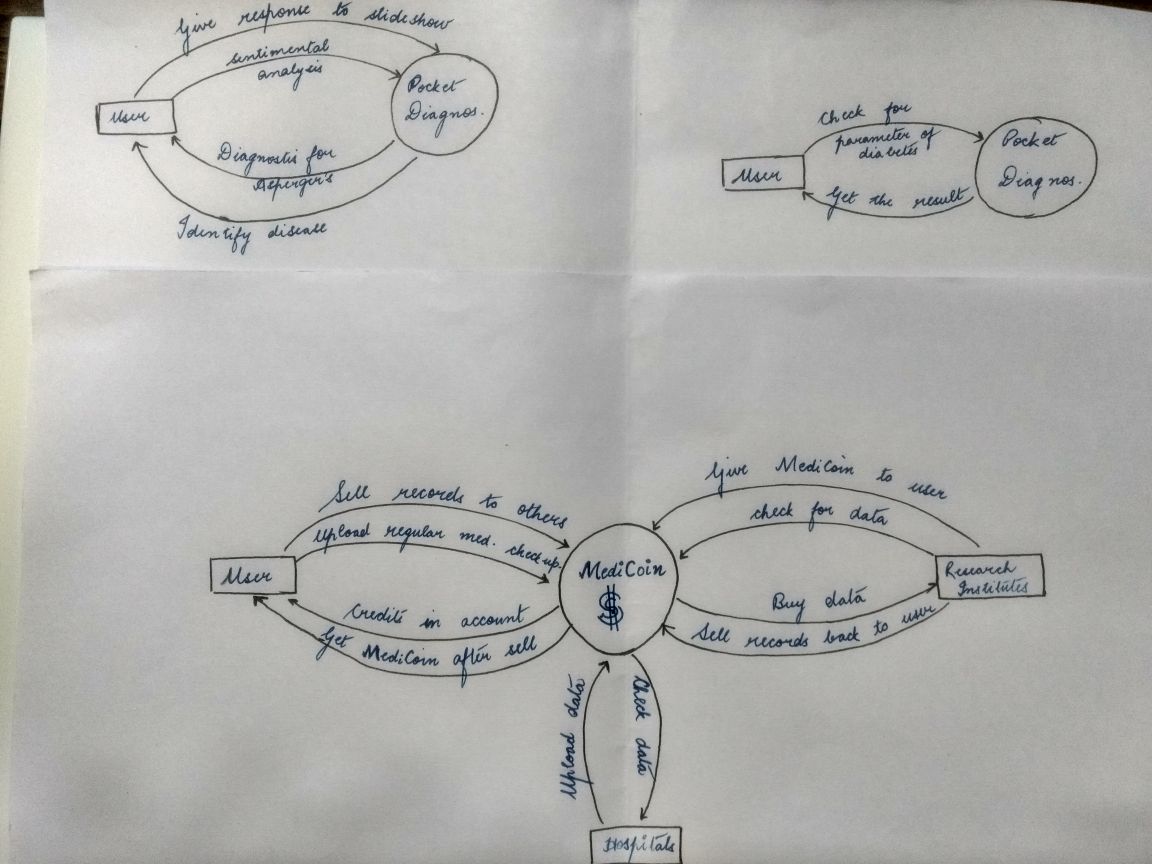 Give response to slideshow
sentimental
analysis
User
Pocket
Diagnos.
Diagnostis for
Asperger's
Identify disease
Check for
parameter of
diabetes
User
Pocket
Diagnos.
Get the result
Sell records to others
Upload regular med. checkup.
User
Credits in account
Get MediCoin after sell
MediCoin
Give MediCoin to user
check for data
Research
Institutes
Buy data
Sell records back to user
Upload data
Check data
Hospitals